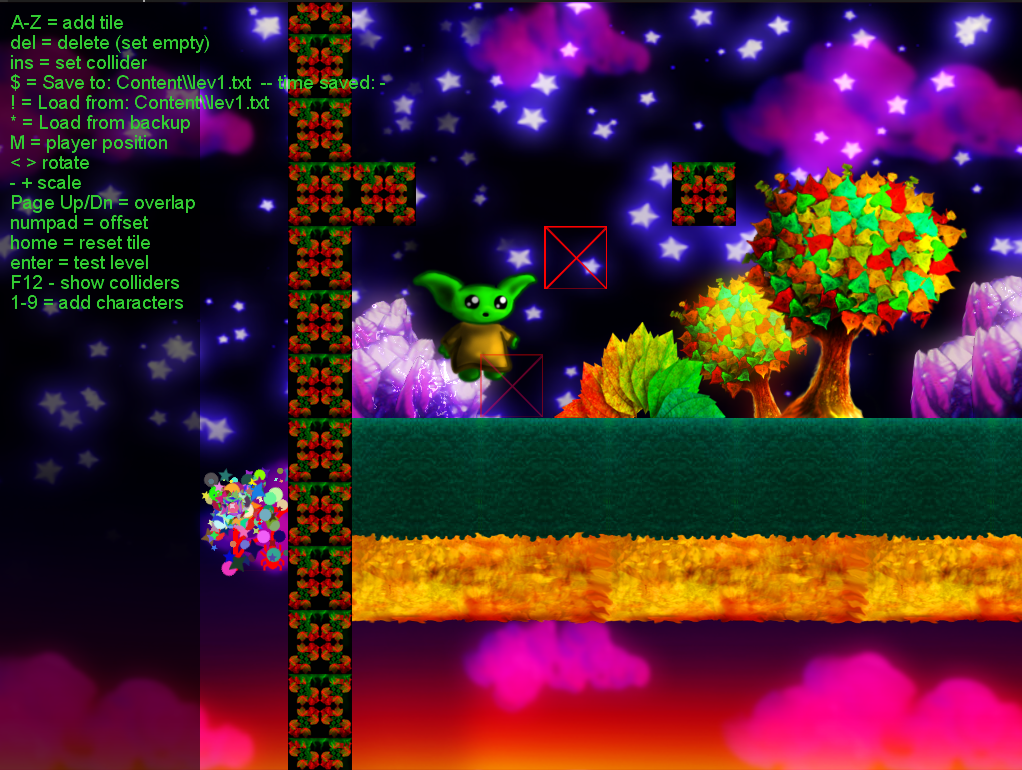 A-Z = add tile
del = delete (set empty)
ins = set collider
$ = Save to: Content\\lev1.txt -- time saved: -
! = Load from: Content\\lev1.txt
* = Load from backup
M = player position
< > rotate
- + scale
Page Up/Dn = overlap
numpad = offset
home = reset tile
enter = test level
F12 - show colliders
1-9 = add characters